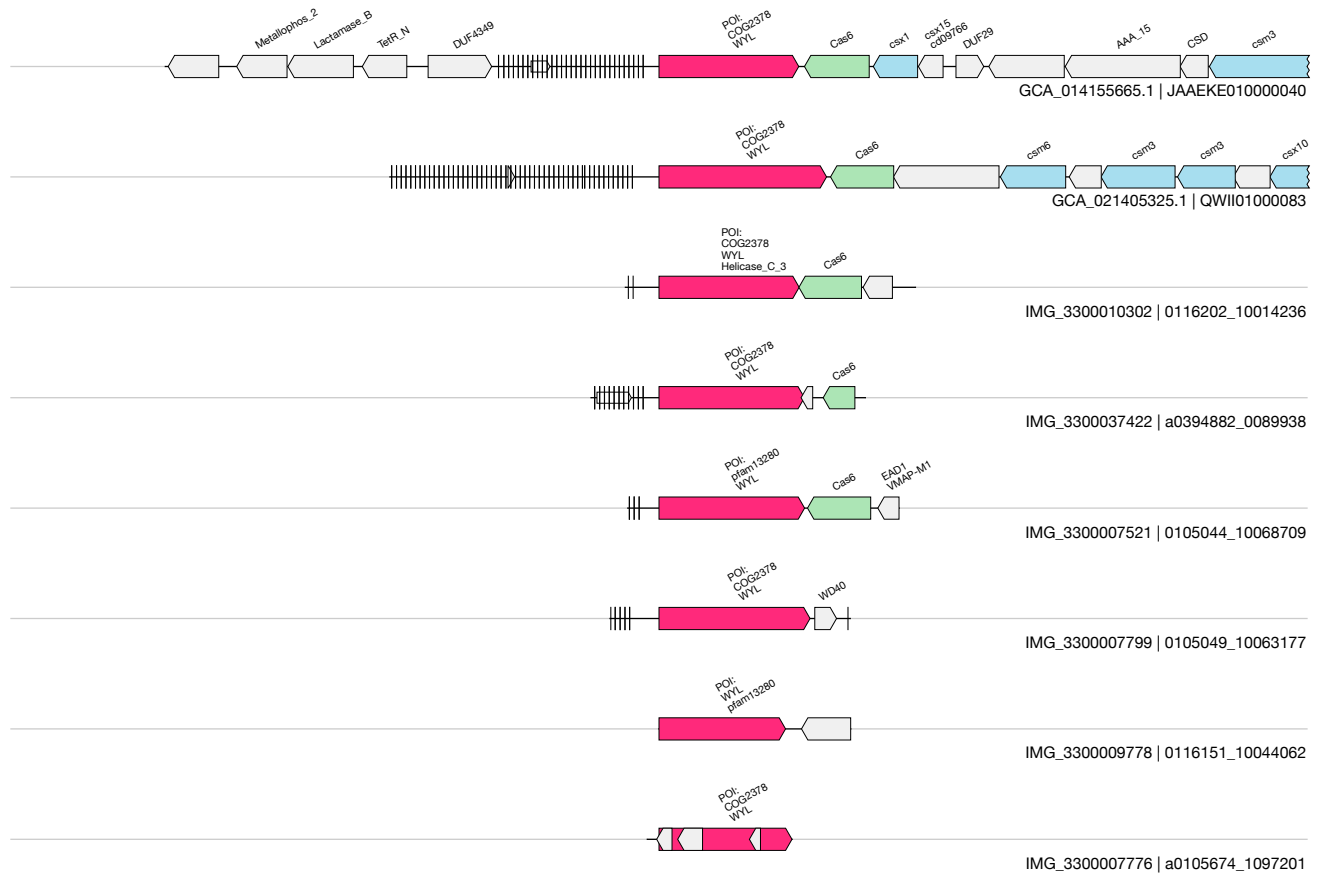 Metallophos_2
Lactamase_B
TetR_N
DUF4349
POI:
COG2378
WYL
Cas6
csx1
csx15
cd09766
DUF29
AAA_15
CSD
csm3
GCA_014155665.1 | JAAEKE010000040
POI:
COG2378
WYL
Cas6
csm6
csm3
csm3
csx10
GCA_021405325.1 | QWII01000083
POI:
COG2378
WYL
Helicase_C_3
Cas6
IMG_3300010302 | 0116202_10014236
POI:
COG2378
WYL
Cas6
IMG_3300037422 | a0394882_0089938
POI:
pfam13280
WYL
Cas6
EAD1
VMAP-M1
IMG_3300007521 | 0105044_10068709
POI:
COG2378
WYL
WD40
IMG_3300007799 | 0105049_10063177
POI:
WYL
pfam13280
IMG_3300009778 | 0116151_10044062
POI:
COG2378
WYL
IMG_3300007776 | a0105674_1097201